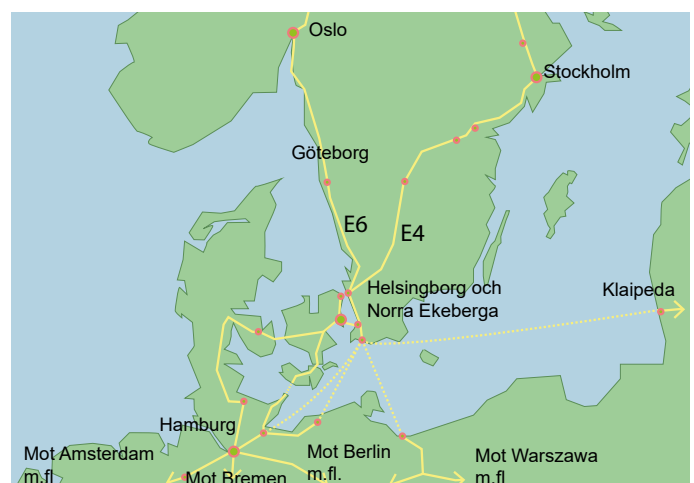 Oslo
Stockholm
Göteborg
E6
E4
Helsingborg och
Norra Ekeberga
Klaipeda
Hamburg
Mot Amsterdam
m.fl
Mot Bremen
Mot Berlin
m.fl.
Mot Warszawa
m.fl